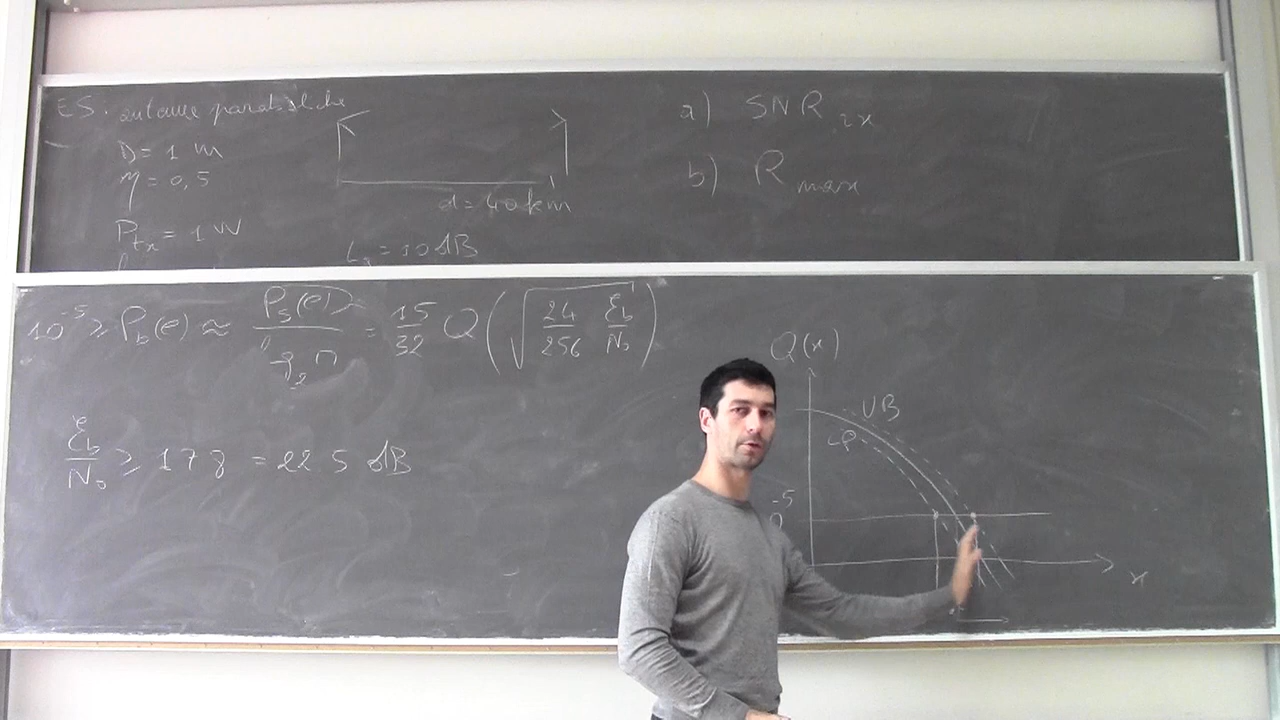 ES. antenne paraboliche
D = 1 m
η = 0,5
P_tx = 1 W
d = 40 km
L_a = 10 dB
a) SNR_rx
b) R_max
10^-5 ≥ P_b(e) ≈ P_s(e) / lg_2 M = 15/32 Q(√(24/256 ℰ_b/N_0))
ℰ_b/N_0 ≥ 178 = 22.5 dB
Q(x)
UB
-5
0
x